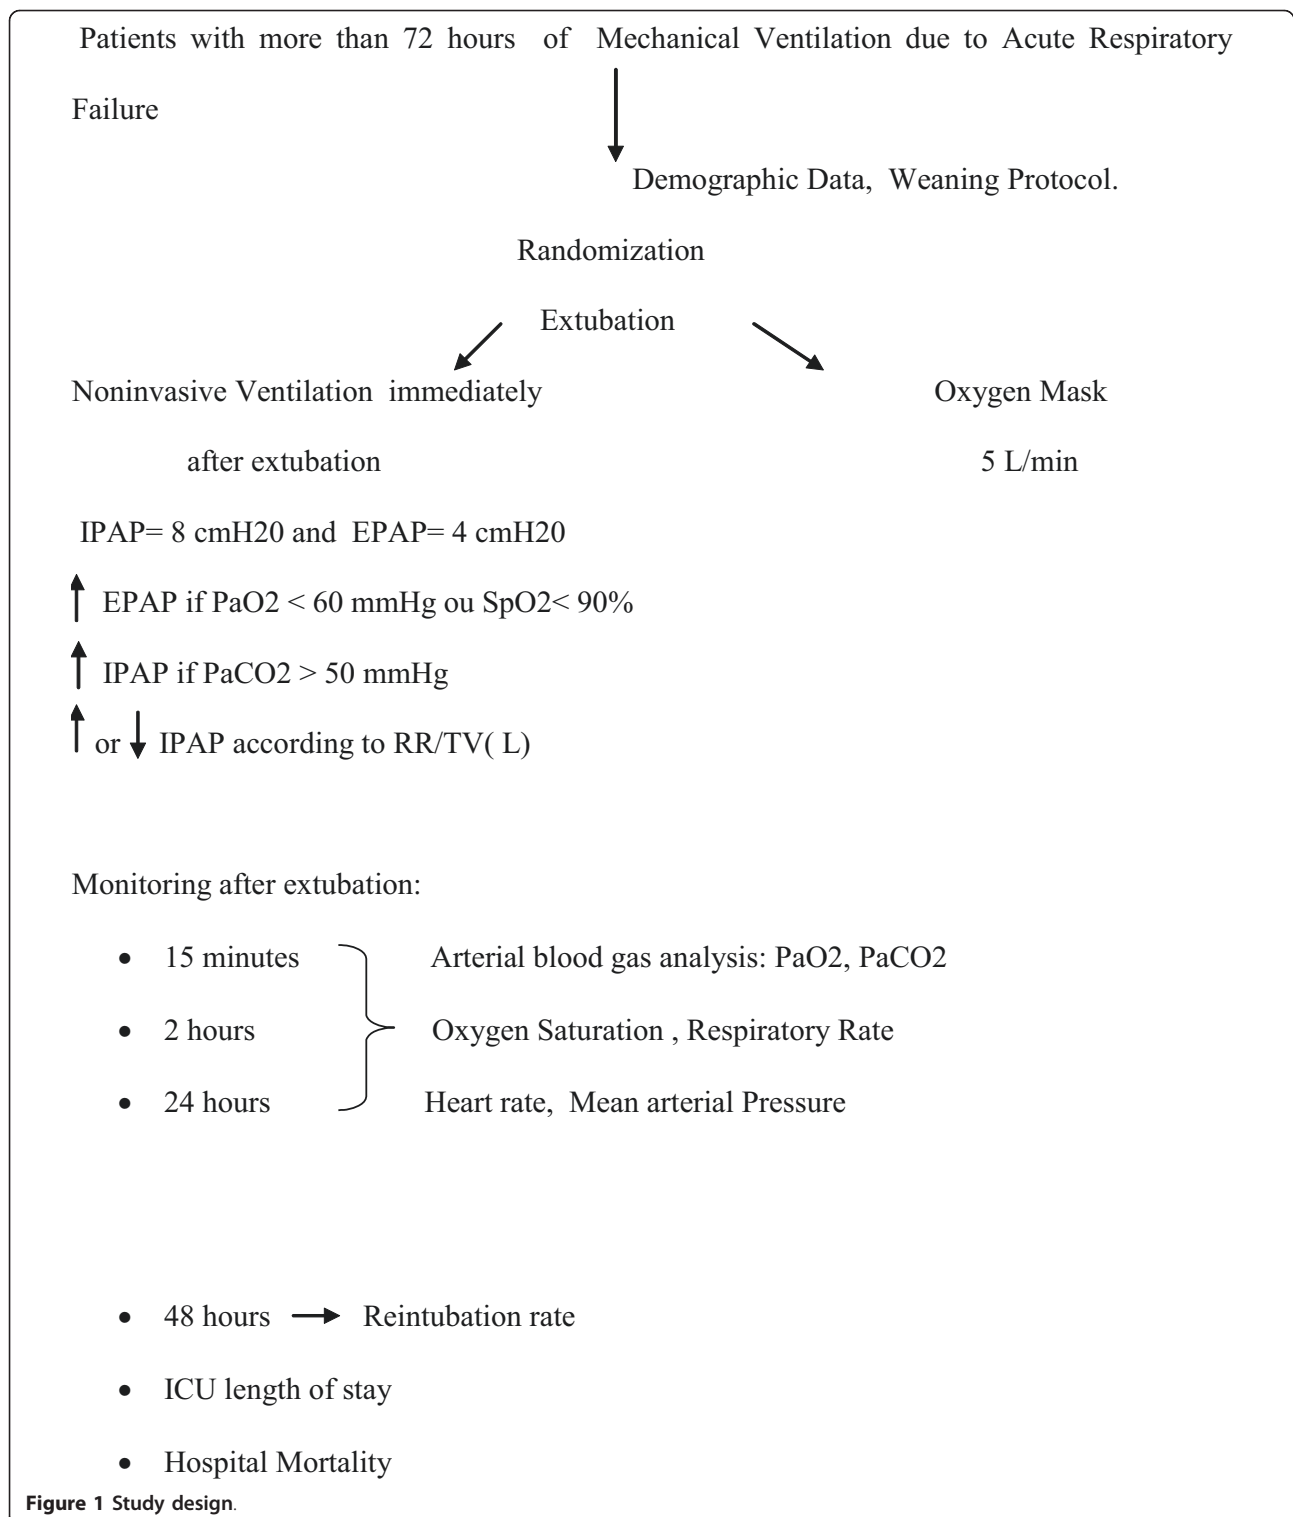 Patients with more than 72 hours of Mechanical Ventilation due to Acute Respiratory
Failure
Demographic Data, Weaning Protocol.
Randomization
Extubation
Noninvasive Ventilation immediately
after extubation
Oxygen Mask
5 L/min
IPAP= 8 cmH20 and EPAP= 4 cmH20
↑ EPAP if PaO2 < 60 mmHg ou SpO2< 90%
↑ IPAP if PaCO2 > 50 mmHg
↑ or ↓ IPAP according to RR/TV( L)
Monitoring after extubation:
• 15 minutes
• 2 hours
• 24 hours
Arterial blood gas analysis: PaO2, PaCO2
Oxygen Saturation , Respiratory Rate
Heart rate, Mean arterial Pressure
• 48 hours → Reintubation rate
• ICU length of stay
• Hospital Mortality
Figure 1 Study design.